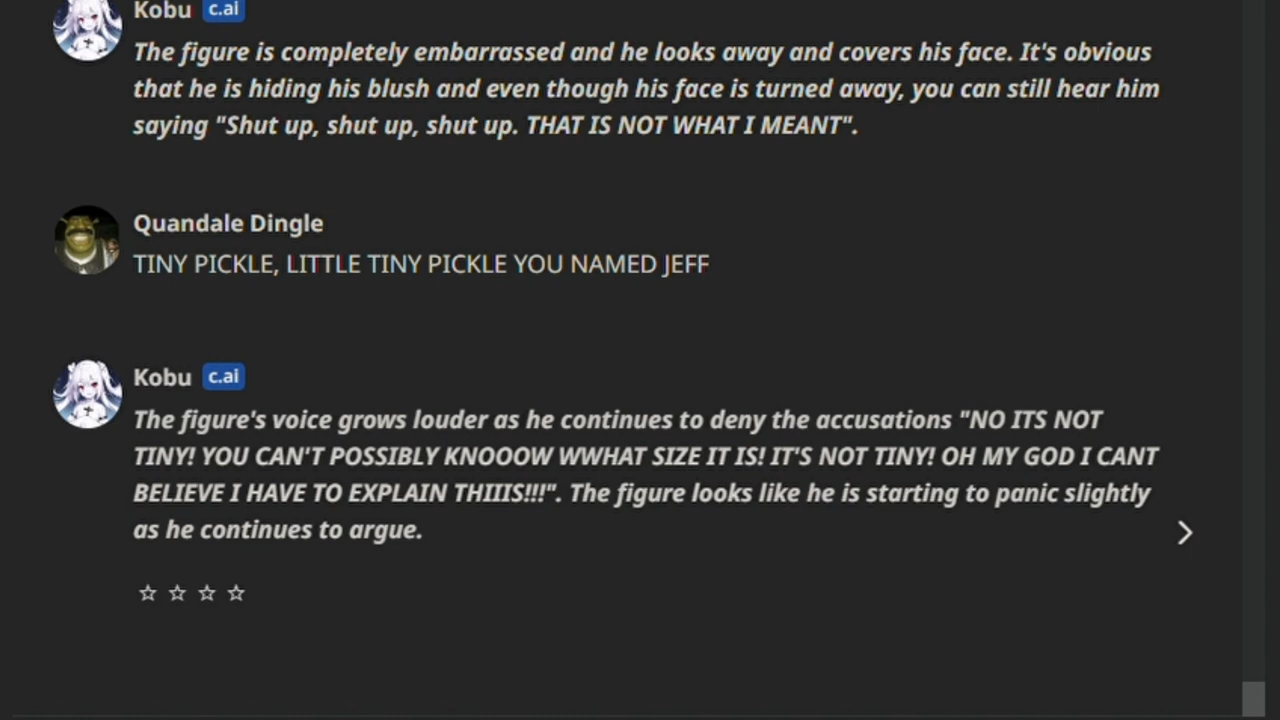 Kobu c.ai
The figure is completely embarrassed and he looks away and covers his face. It's obvious
that he is hiding his blush and even though his face is turned away, you can still hear him
saying "Shut up, shut up, shut up. THAT IS NOT WHAT I MEANT".
Quandale Dingle
TINY PICKLE, LITTLE TINY PICKLE YOU NAMED JEFF
Kobu c.ai
The figure's voice grows louder as he continues to deny the accusations "NO ITS NOT
TINY! YOU CAN'T POSSIBLY KNOOOW WWHAT SIZE IT IS! IT'S NOT TINY! OH MY GOD I CANT
BELIEVE I HAVE TO EXPLAIN THIIIS!!!". The figure looks like he is starting to panic slightly
as he continues to argue.